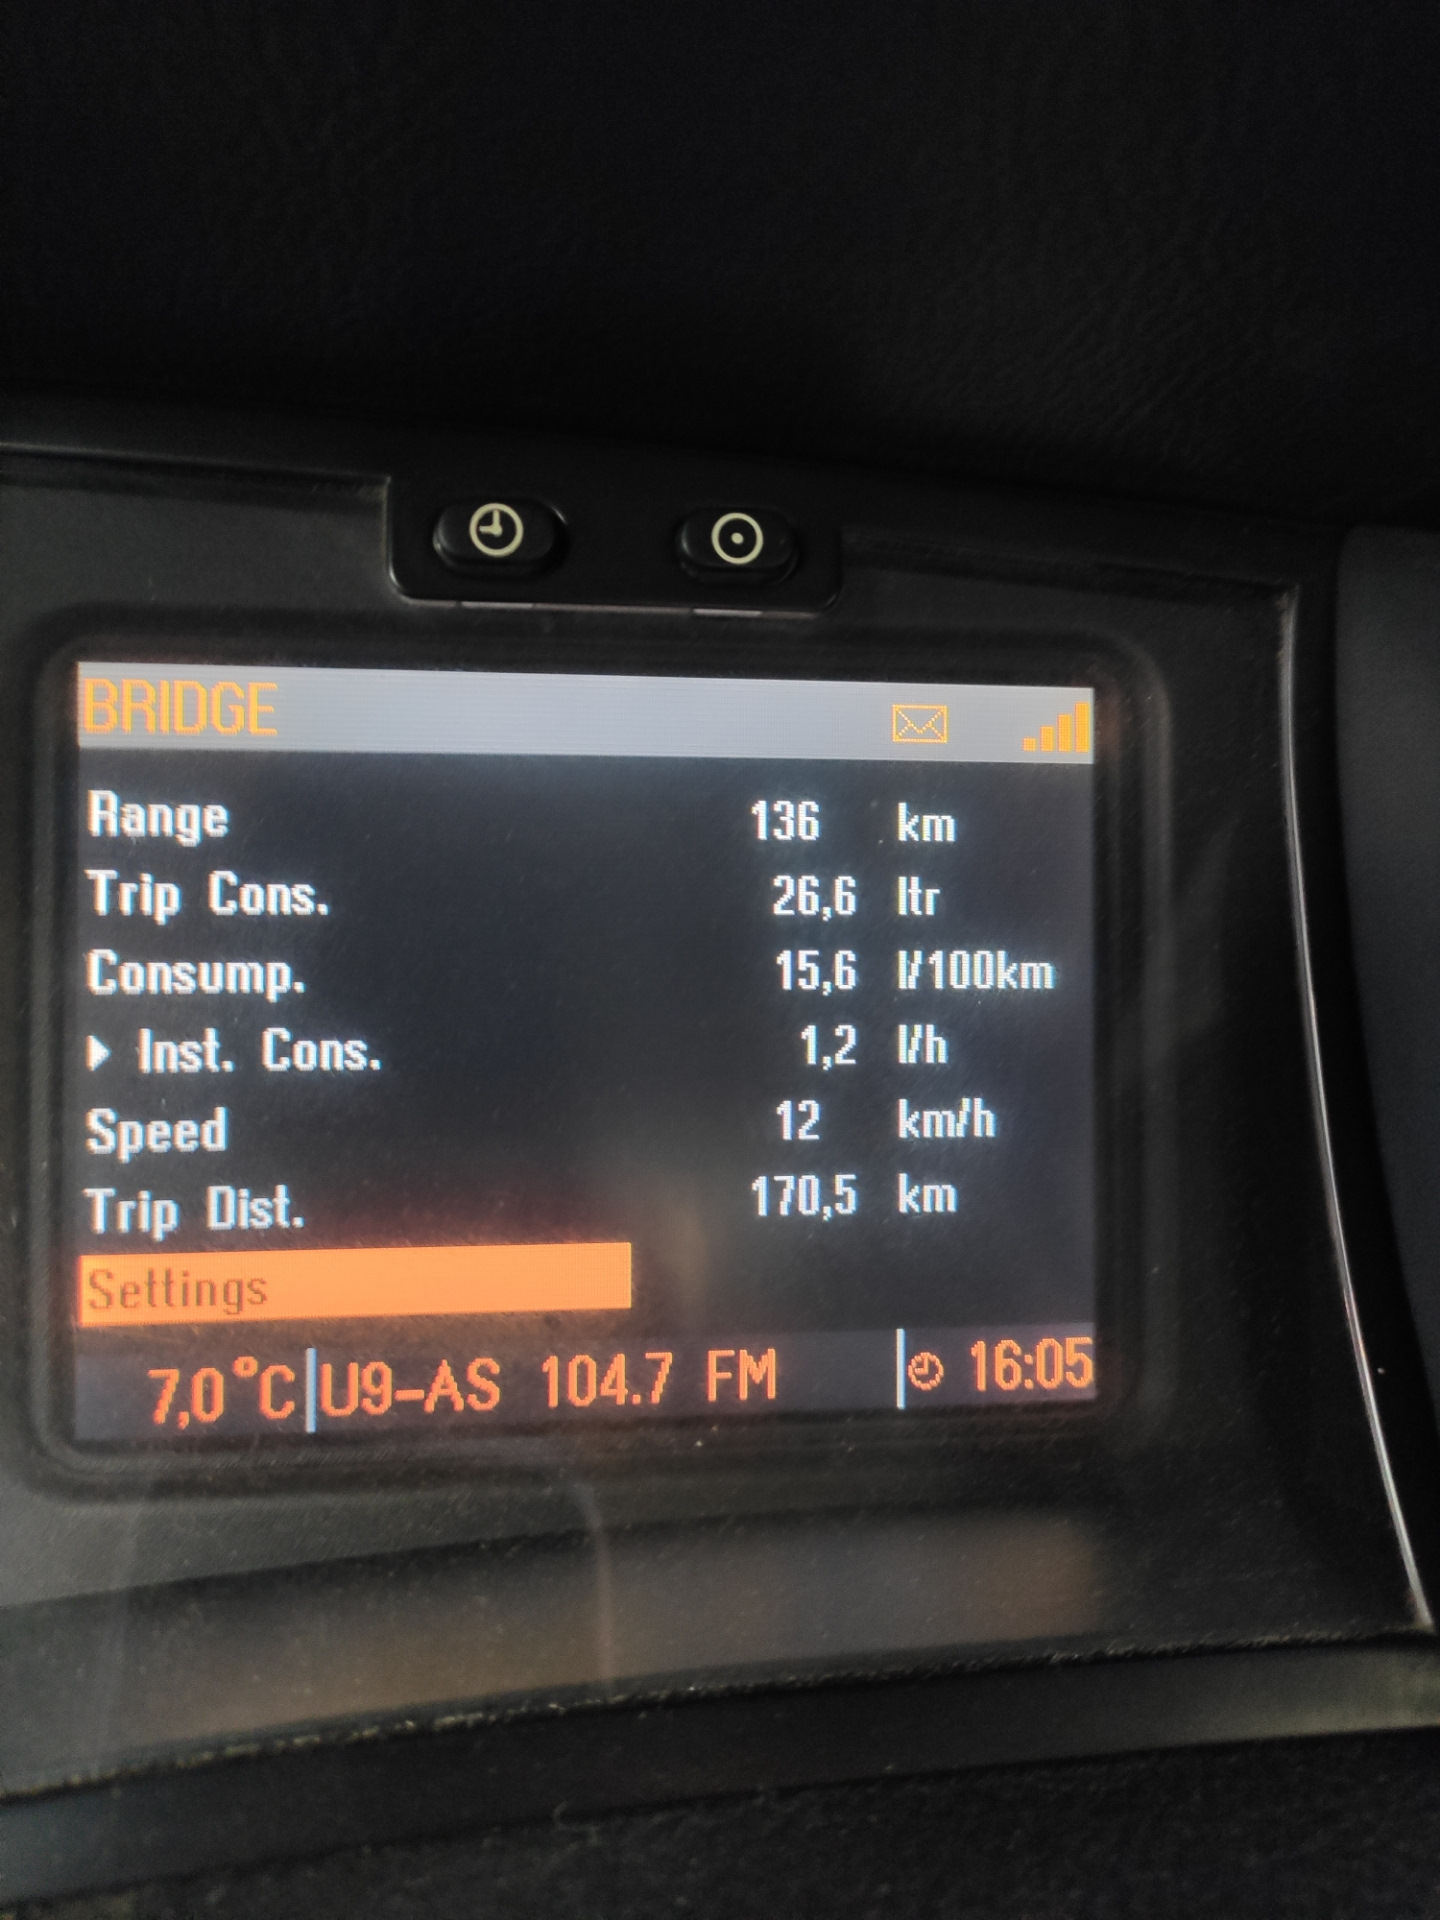 BRIDGE
Range 136 km
Trip Cons. 26,6 ltr
Consump. 15,6 l/100km
Inst. Cons. 1,2 l/h
Speed 12 km/h
Trip Dist. 170,5 km
Settings
7,0°C U9-AS 104.7 FM 16:05